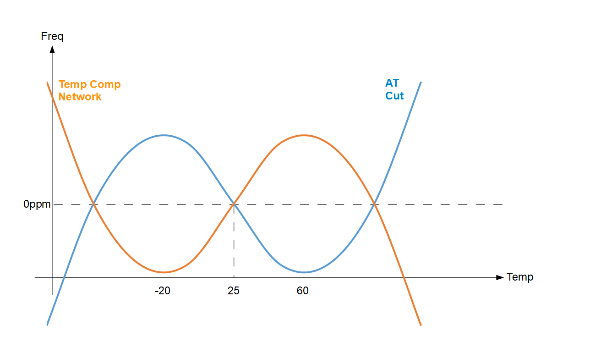 Freq
Temp Comp
Network
AT
Cut
0ppm
Temp
-20
25
60